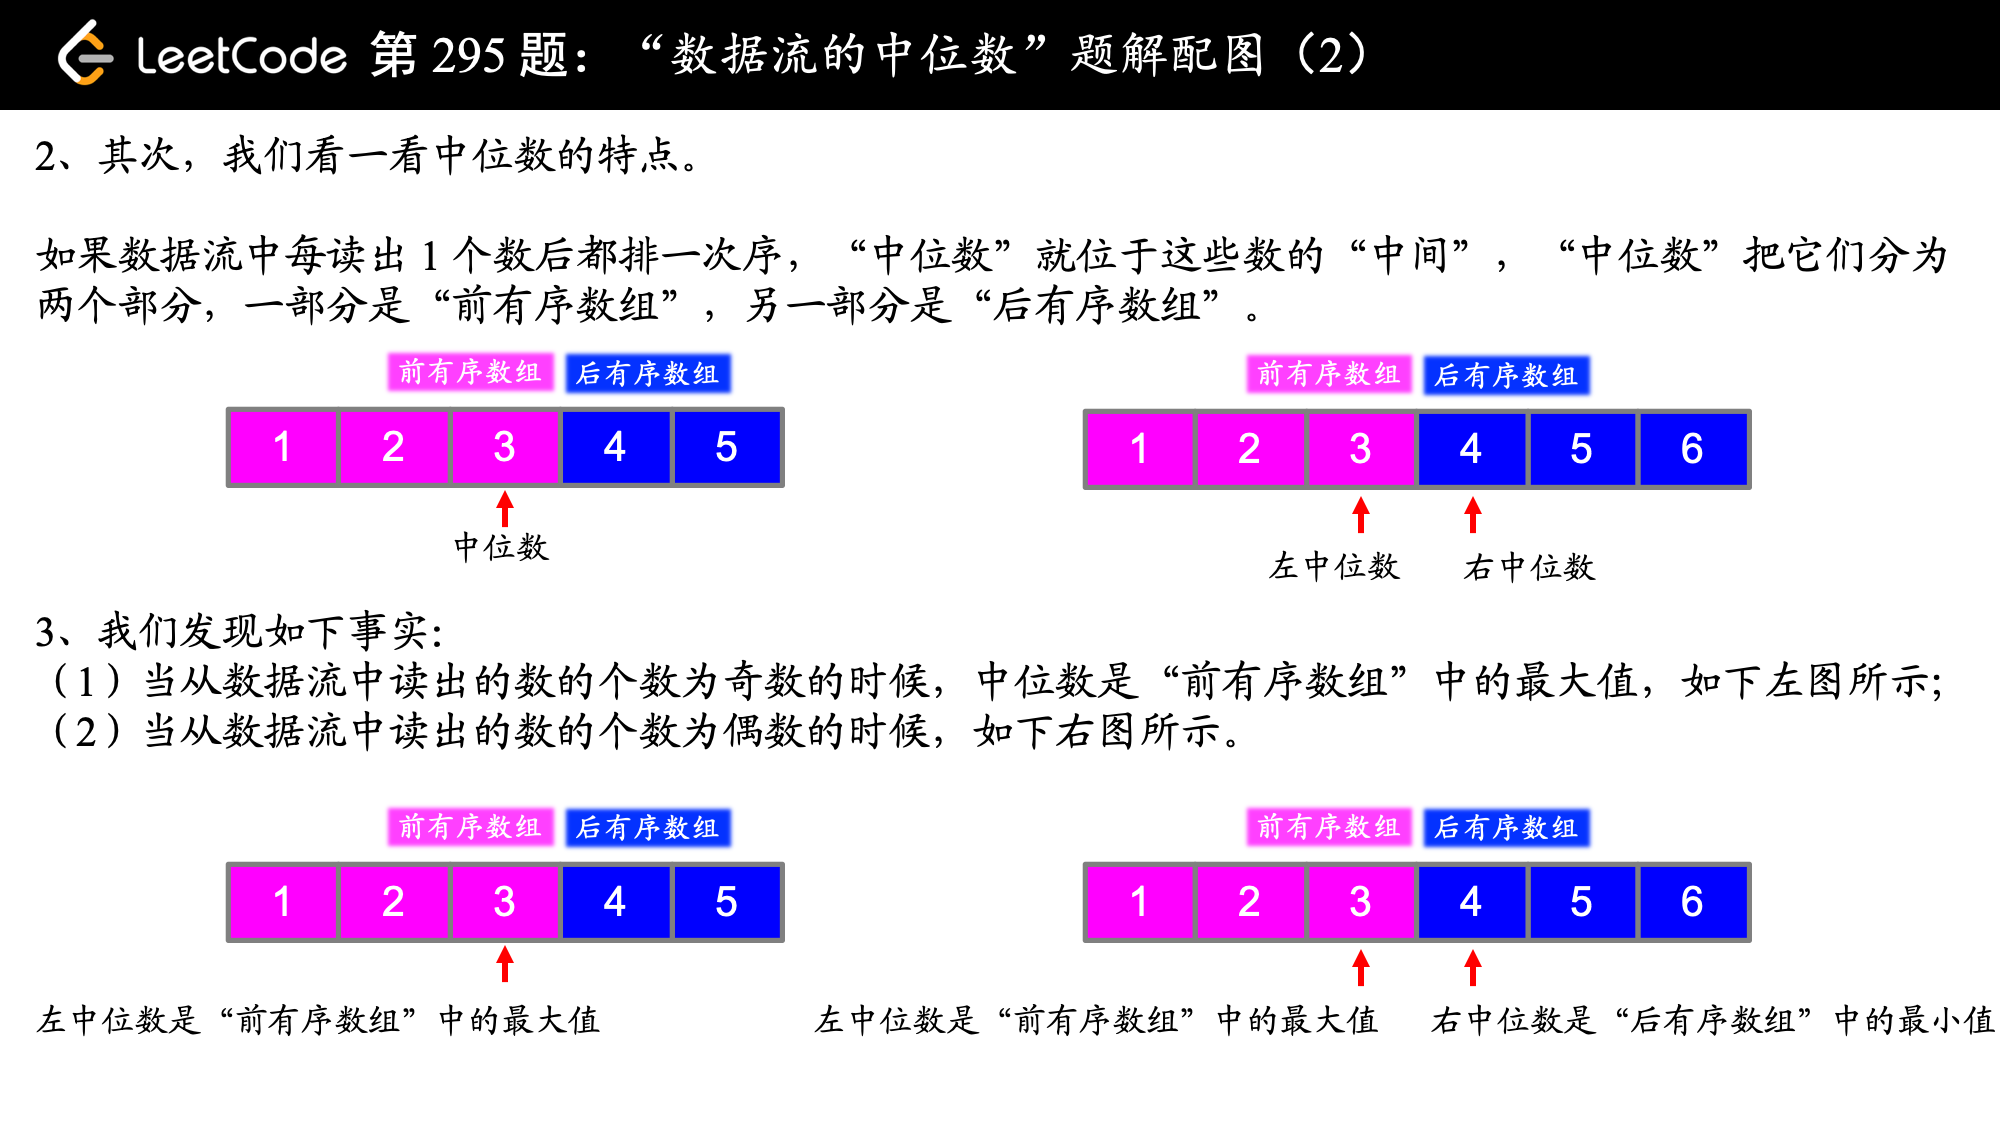 LeetCode 第 295 题：“数据流的中位数”题解配图（2）
2、其次，我们看一看中位数的特点。
如果数据流中每读出 1 个数后都排一次序，“中位数”就位于这些数的“中间”，“中位数”把它们分为
两个部分，一部分是“前有序数组”，另一部分是“后有序数组”。
前有序数组 后有序数组
1 2 3 4 5
中位数
前有序数组 后有序数组
1 2 3 4 5 6
左中位数 右中位数
3、我们发现如下事实：
（1）当从数据流中读出的数的个数为奇数的时候，中位数是“前有序数组”中的最大值，如下左图所示；
（2）当从数据流中读出的数的个数为偶数的时候，如下右图所示。
前有序数组 后有序数组
1 2 3 4 5
左中位数是“前有序数组”中的最大值
前有序数组 后有序数组
1 2 3 4 5 6
左中位数是“前有序数组”中的最大值 右中位数是“后有序数组”中的最小值